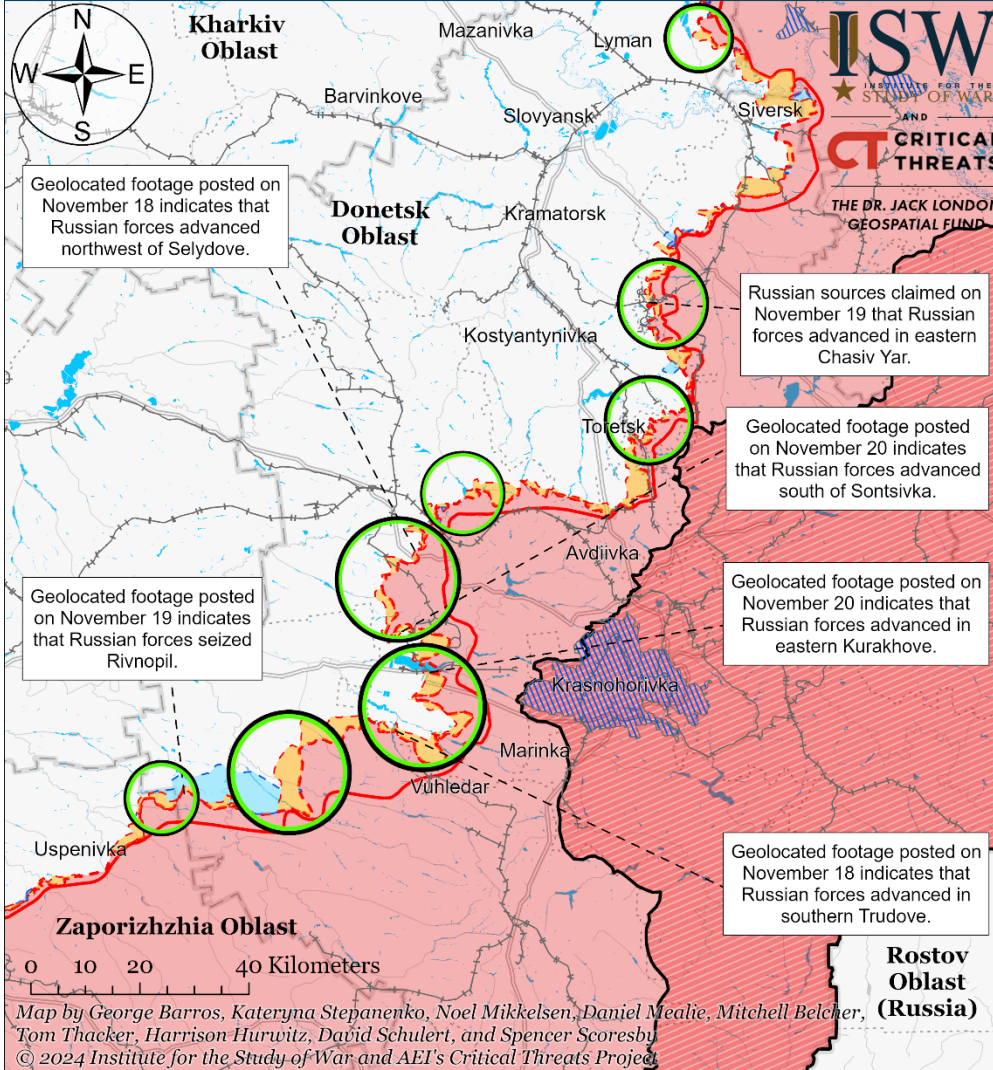 N
W
E
S
Kharkiv
Oblast
Mazanivka
Lyman
ISW
INSTITUTE FOR THE
STUDY OF WAR
AND
CT CRITICAL
THREATS
THE DR. JACK LONDON
GEOSPATIAL FUND
Barvinkove
Slovyansk
Siversk
Geolocated footage posted on
November 18 indicates that
Russian forces advanced
northwest of Selydove.
Donetsk
Oblast
Kramatorsk
Russian sources claimed on
November 19 that Russian
forces advanced in eastern
Chasiv Yar.
Kostyantynivka
Toretsk
Geolocated footage posted
on November 20 indicates
that Russian forces advanced
south of Sontsivka.
Avdiivka
Geolocated footage posted
on November 19 indicates
that Russian forces seized
Rivnopil.
Geolocated footage posted on
November 20 indicates that
Russian forces advanced in
eastern Kurakhove.
Krasnohorivka
Marinka
Vuhledar
Uspenivka
Geolocated footage posted on
November 18 indicates that
Russian forces advanced in
southern Trudove.
Zaporizhzhia Oblast
0 10 20 40 Kilometers
Rostov
Oblast
(Russia)
Map by George Barros, Kateryna Stepanenko, Noel Mikkelsen, Daniel Mealie, Mitchell Belcher,
Tom Thacker, Harrison Hurwitz, David Schulert, and Spencer Scoresby
© 2024 Institute for the Study of War and AEI's Critical Threats Project